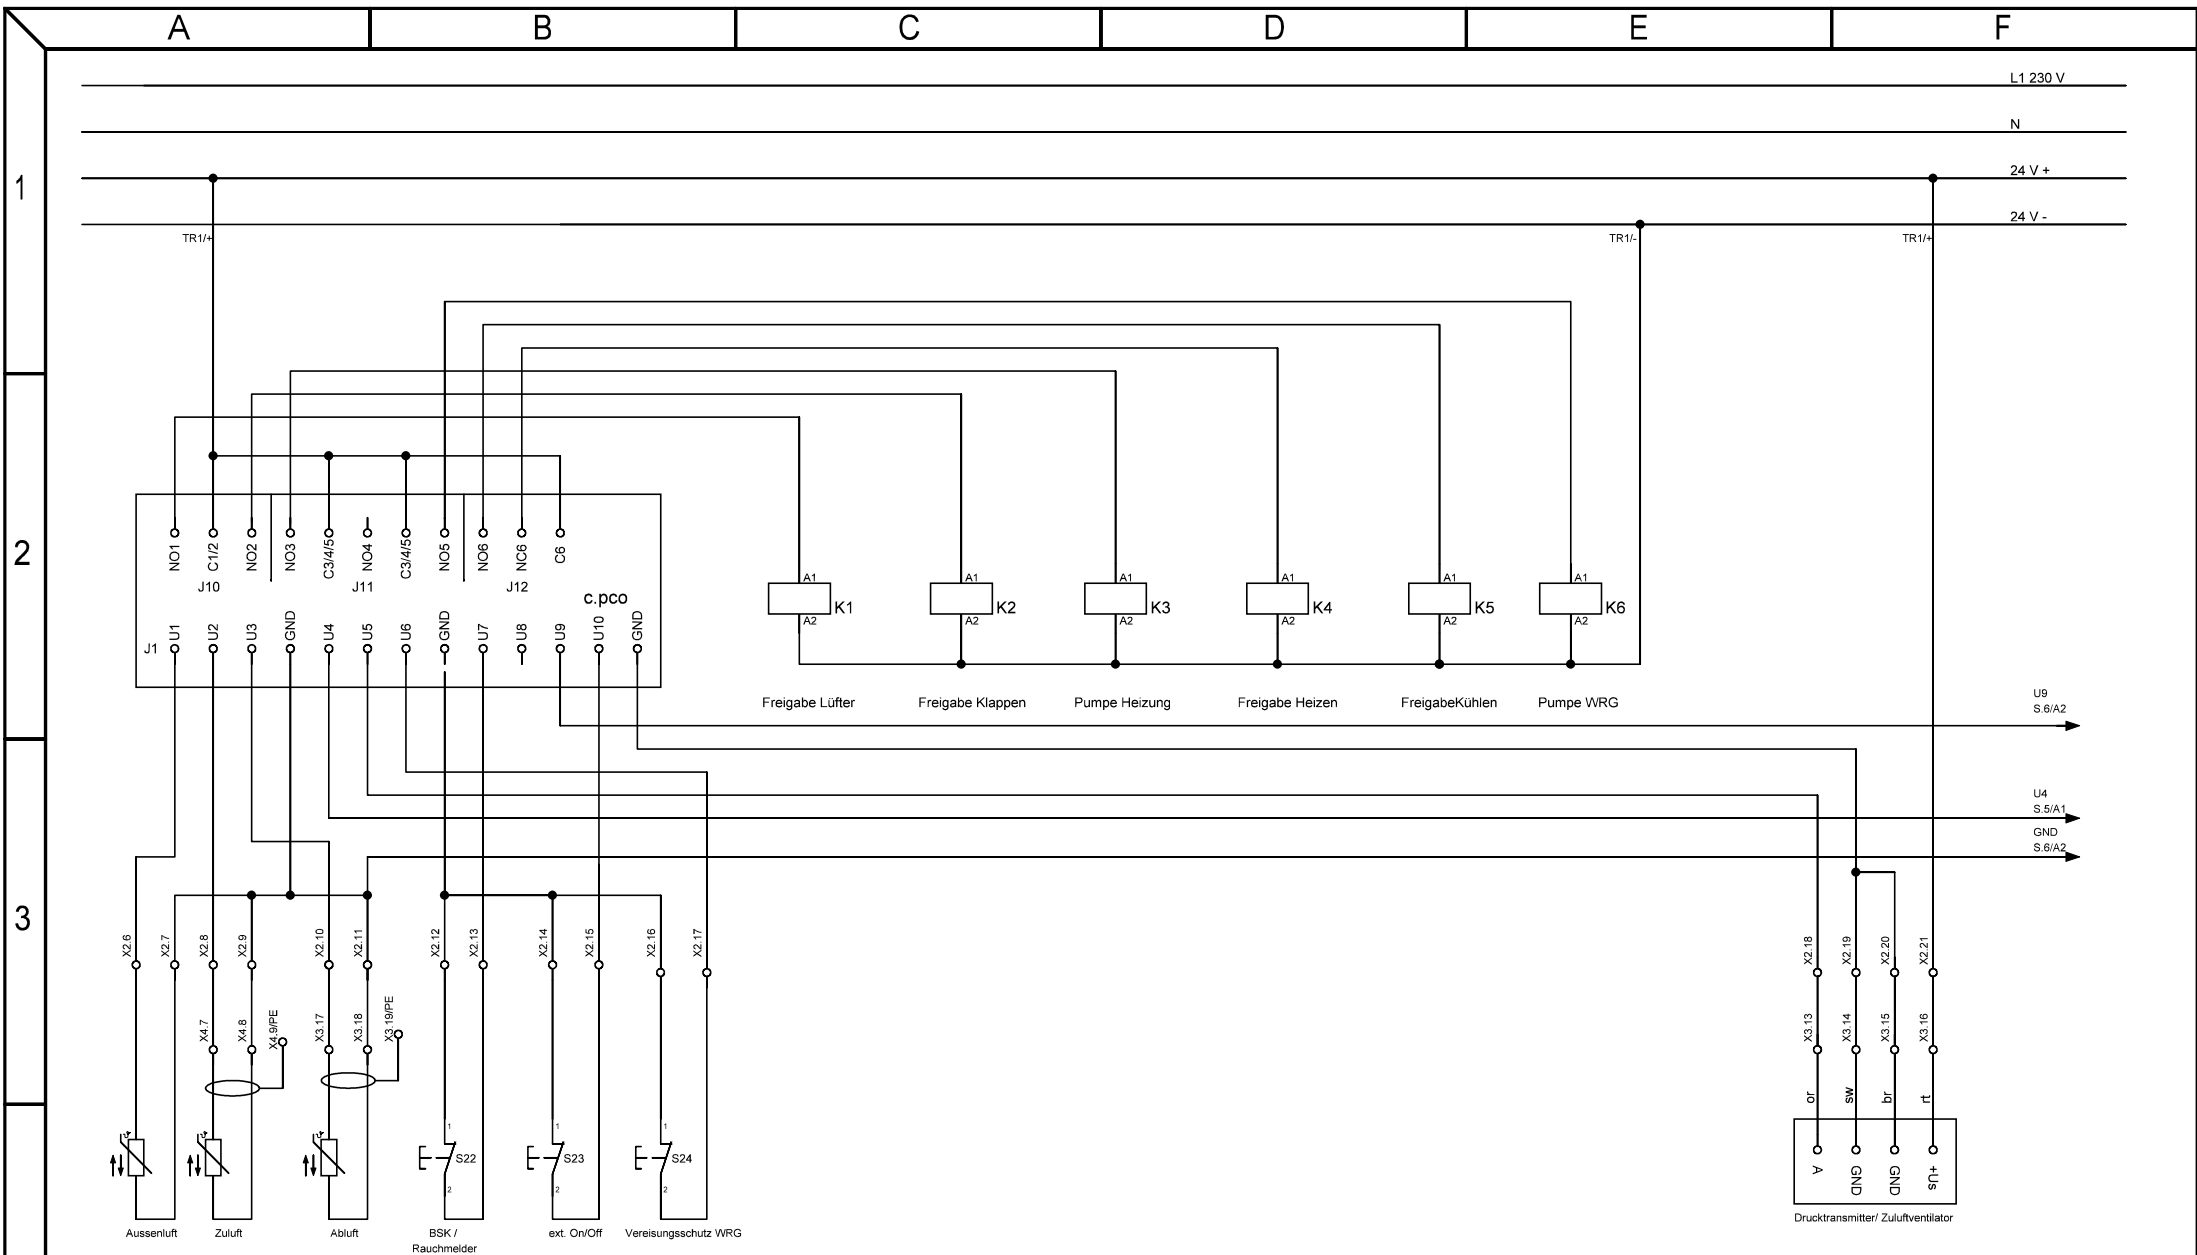 A B C D E F
L1 230 V
N
1
24 V +
24 V -
TR1/+ TR1/- TR1/+
2
NO1 C1/2 NO2 NO3 C3/4/5 NO4 C3/4/5 NO5 NO6 NC6 C6
J10 J11 J12
c.pco
A1 A1 A1 A1 A1 A1
K1 K2 K3 K4 K5 K6
A2 A2 A2 A2 A2 A2
J1 U1 U2 U3 GND U4 U5 U6 GND U7 U8 U9 U10 GND
Freigabe Lüfter Freigabe Klappen Pumpe Heizung Freigabe Heizen FreigabeKühlen Pumpe WRG
U9
S.6/A2
U4
S.5/A1
GND
S.6/A2
3
X2.6 X2.7 X2.8 X2.9 X2.10 X2.11 X2.12 X2.13 X2.14 X2.15 X2.16 X2.17 X2.18 X2.19 X2.20 X2.21
X4.7 X4.8 X4.9/PE X3.17 X3.18 X3.19/PE X3.13 X3.14 X3.15 X3.16
or sw br rt
1 1 1
S22 S23 S24
2 2 2
A GND GND +Us
Aussenluft Zuluft Abluft BSK / ext. On/Off Vereisungsschutz WRG Drucktransmitter/ Zuluftventilator
Rauchmelder